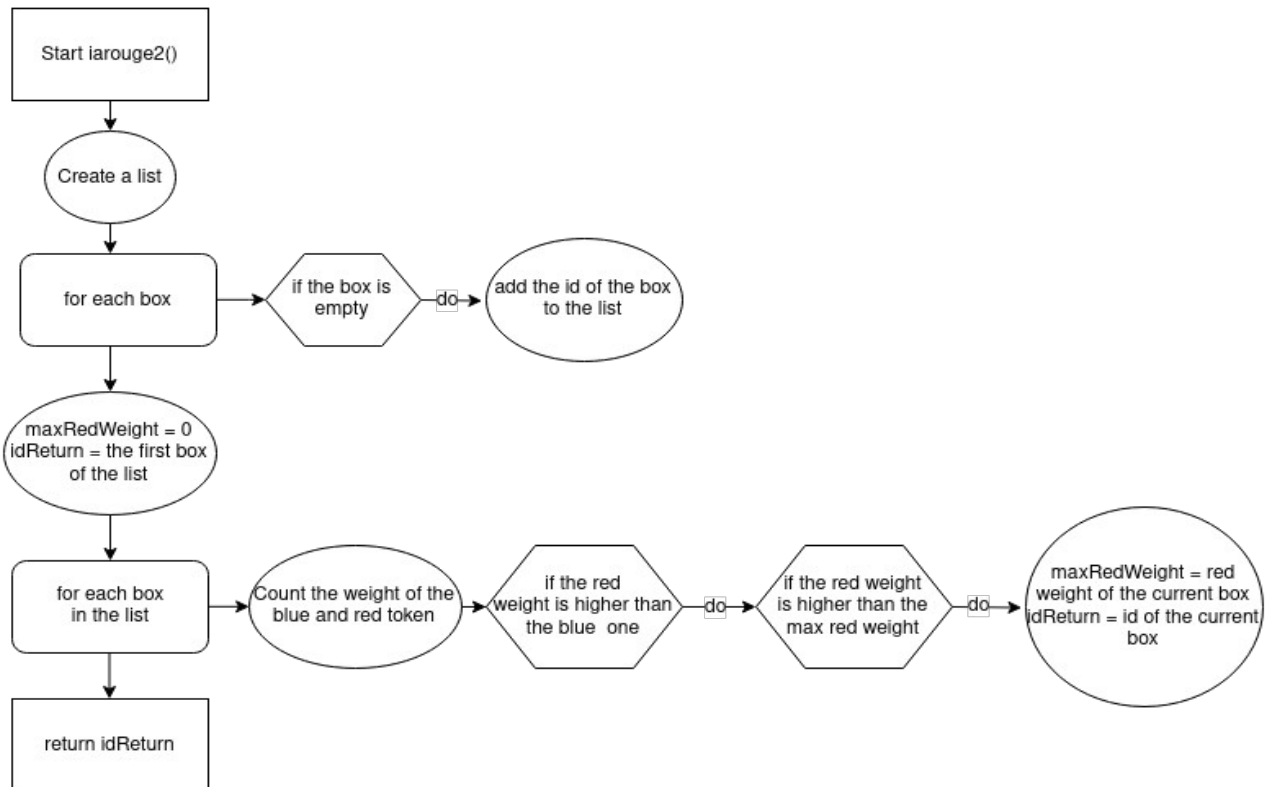 Start iarouge2()
Create a list
for each box
if the box is
empty
do
add the id of the box
to the list
maxRedWeight = 0
idReturn = the first box
of the list
for each box
in the list
Count the weight of the
blue and red token
if the red
weight is higher than
the blue one
do
if the red weight
is higher than the
max red weight
do
maxRedWeight = red
weight of the current box
idReturn = id of the current
box
return idReturn